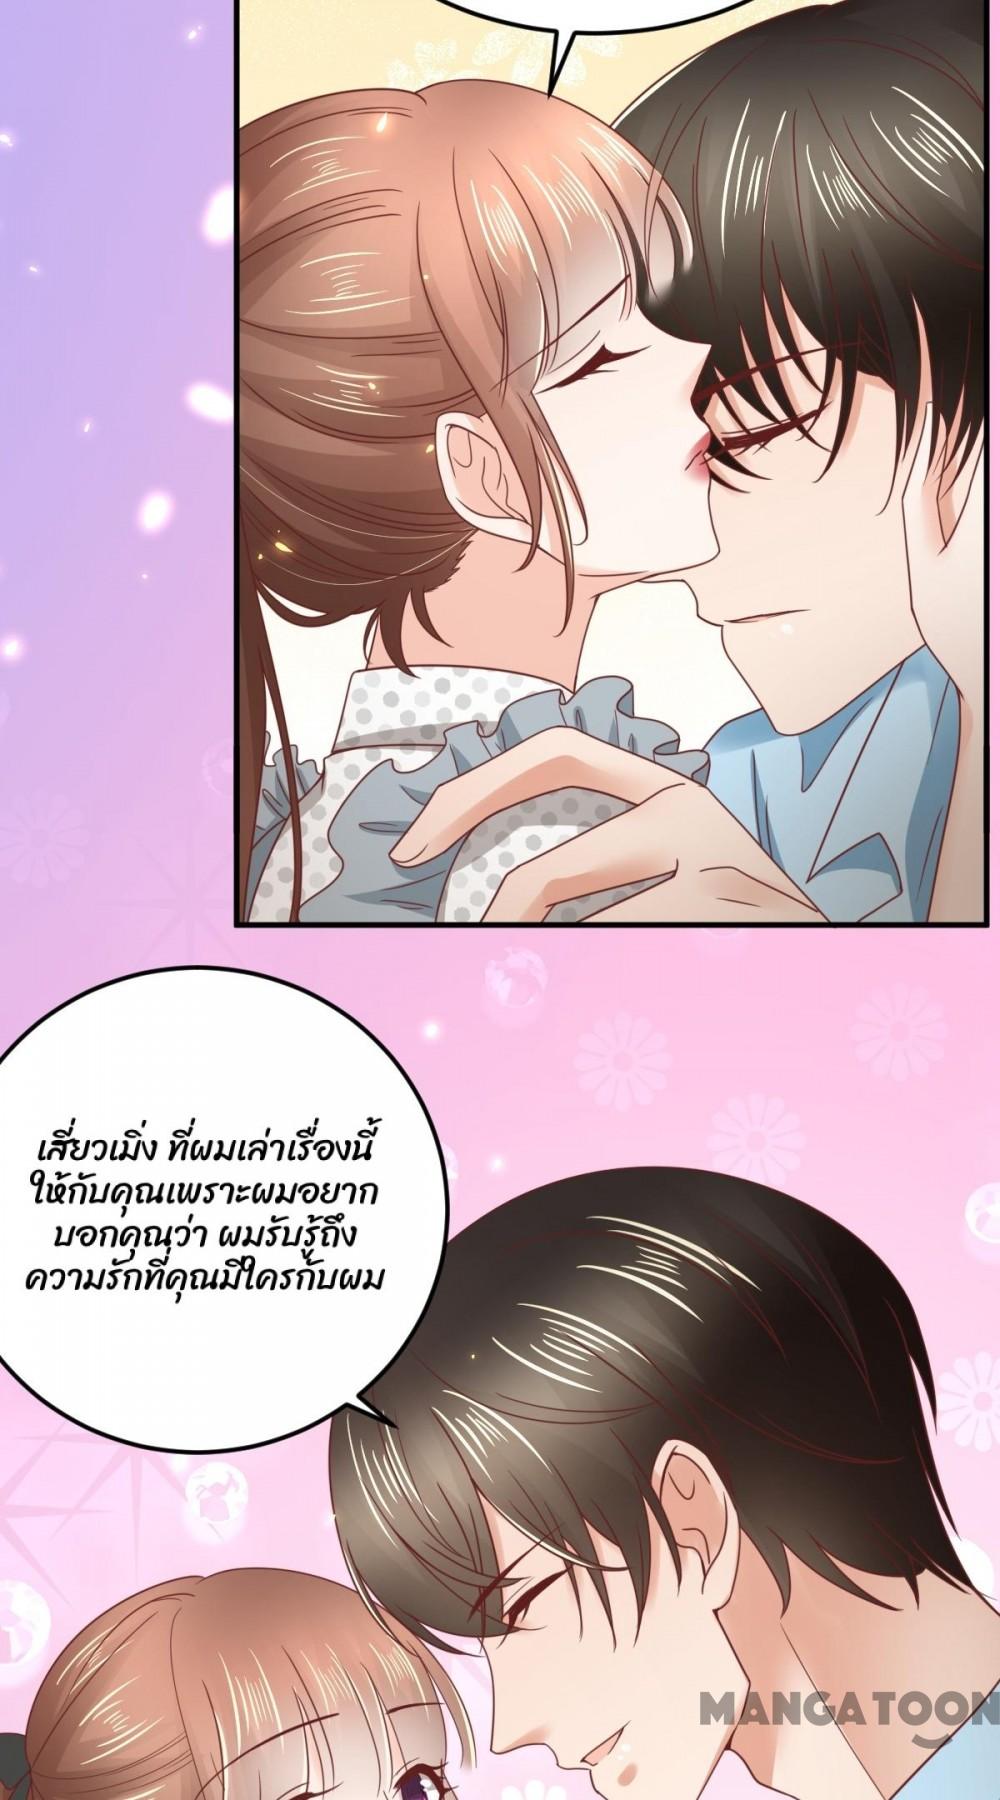 เสี่ยวเมิ่ง ที่ผมเล่าเรื่องนี้
ให้กับคุณเพราะผมอยาก
บอกคุณว่า ผมรับรู้ถึง
ความรักที่คุณมีใครกับผม
MANGATOON